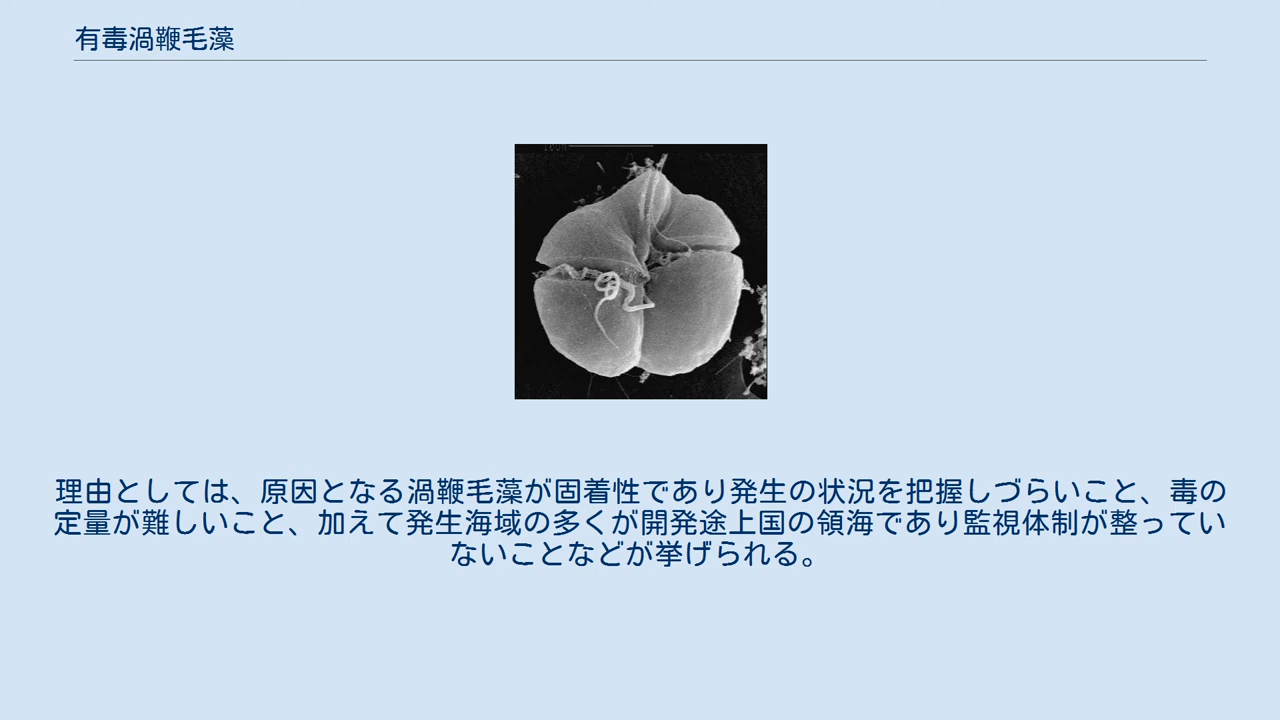 有毒渦鞭毛藻
理由としては、原因となる渦鞭毛藻が固着性であり発生の状況を把握しづらいこと、毒の
定量が難しいこと、加えて発生海域の多くが開発途上国の領海であり監視体制が整ってい
ないことなどが挙げられる。